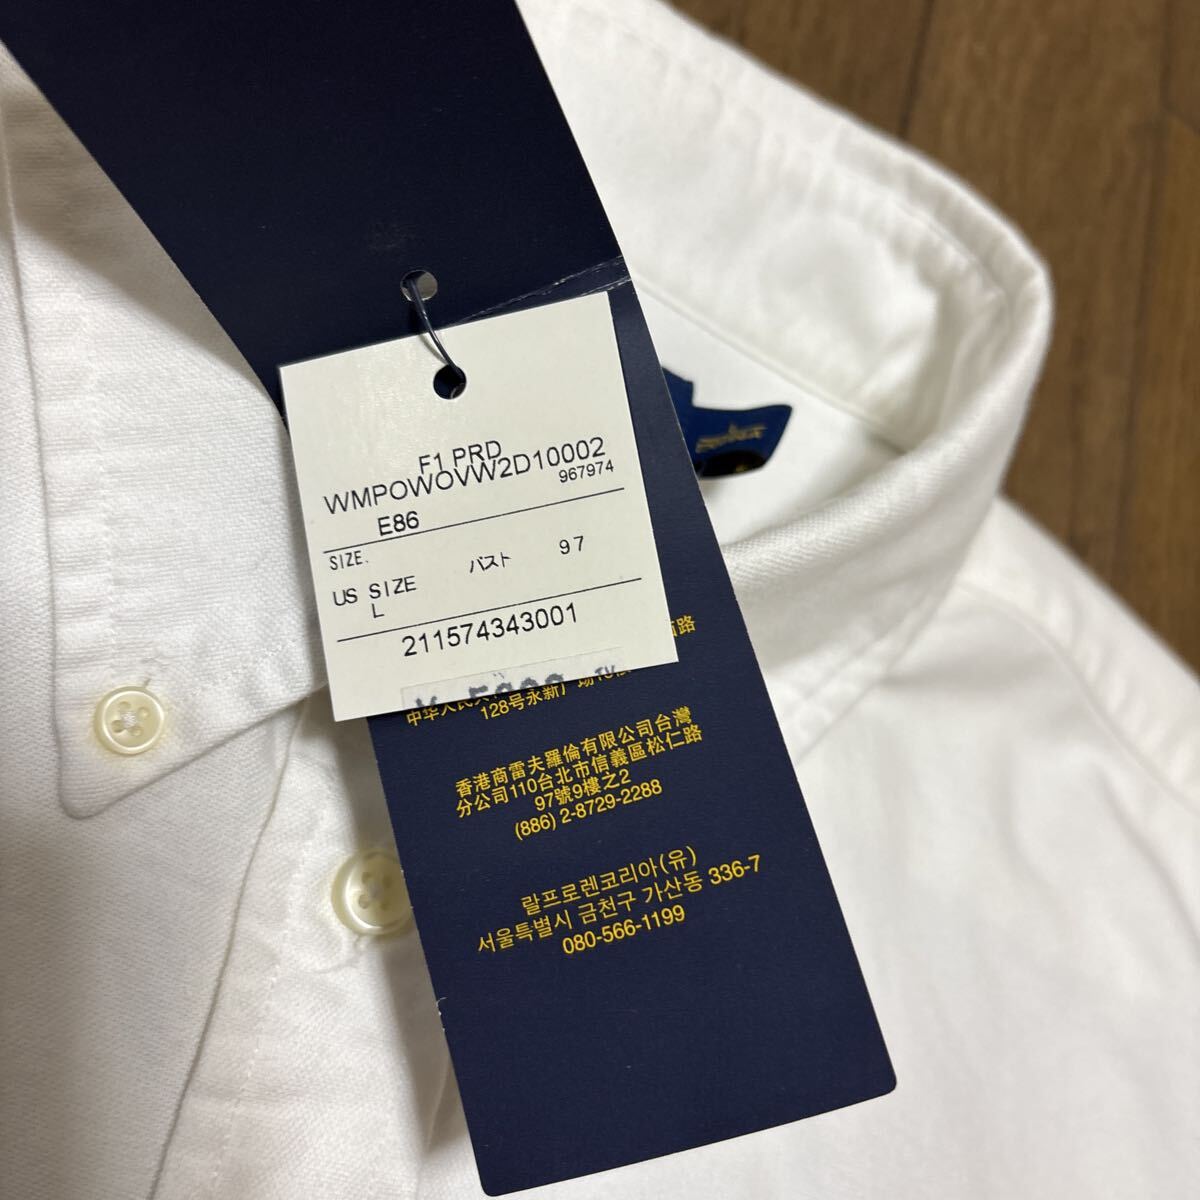 F1 PRD
WMPOWOVW2D10002
967974
E86
SIZE.
バスト 97
US SIZE
L
211574343001
128号永新
香港商雷夫羅倫有限公司台灣
分公司110台北市信義區松仁路
97號9樓之2
(886) 2-8729-2288
랄프로렌코리아(유)
서울특별시 금천구 가산동 336-7
080-566-1199